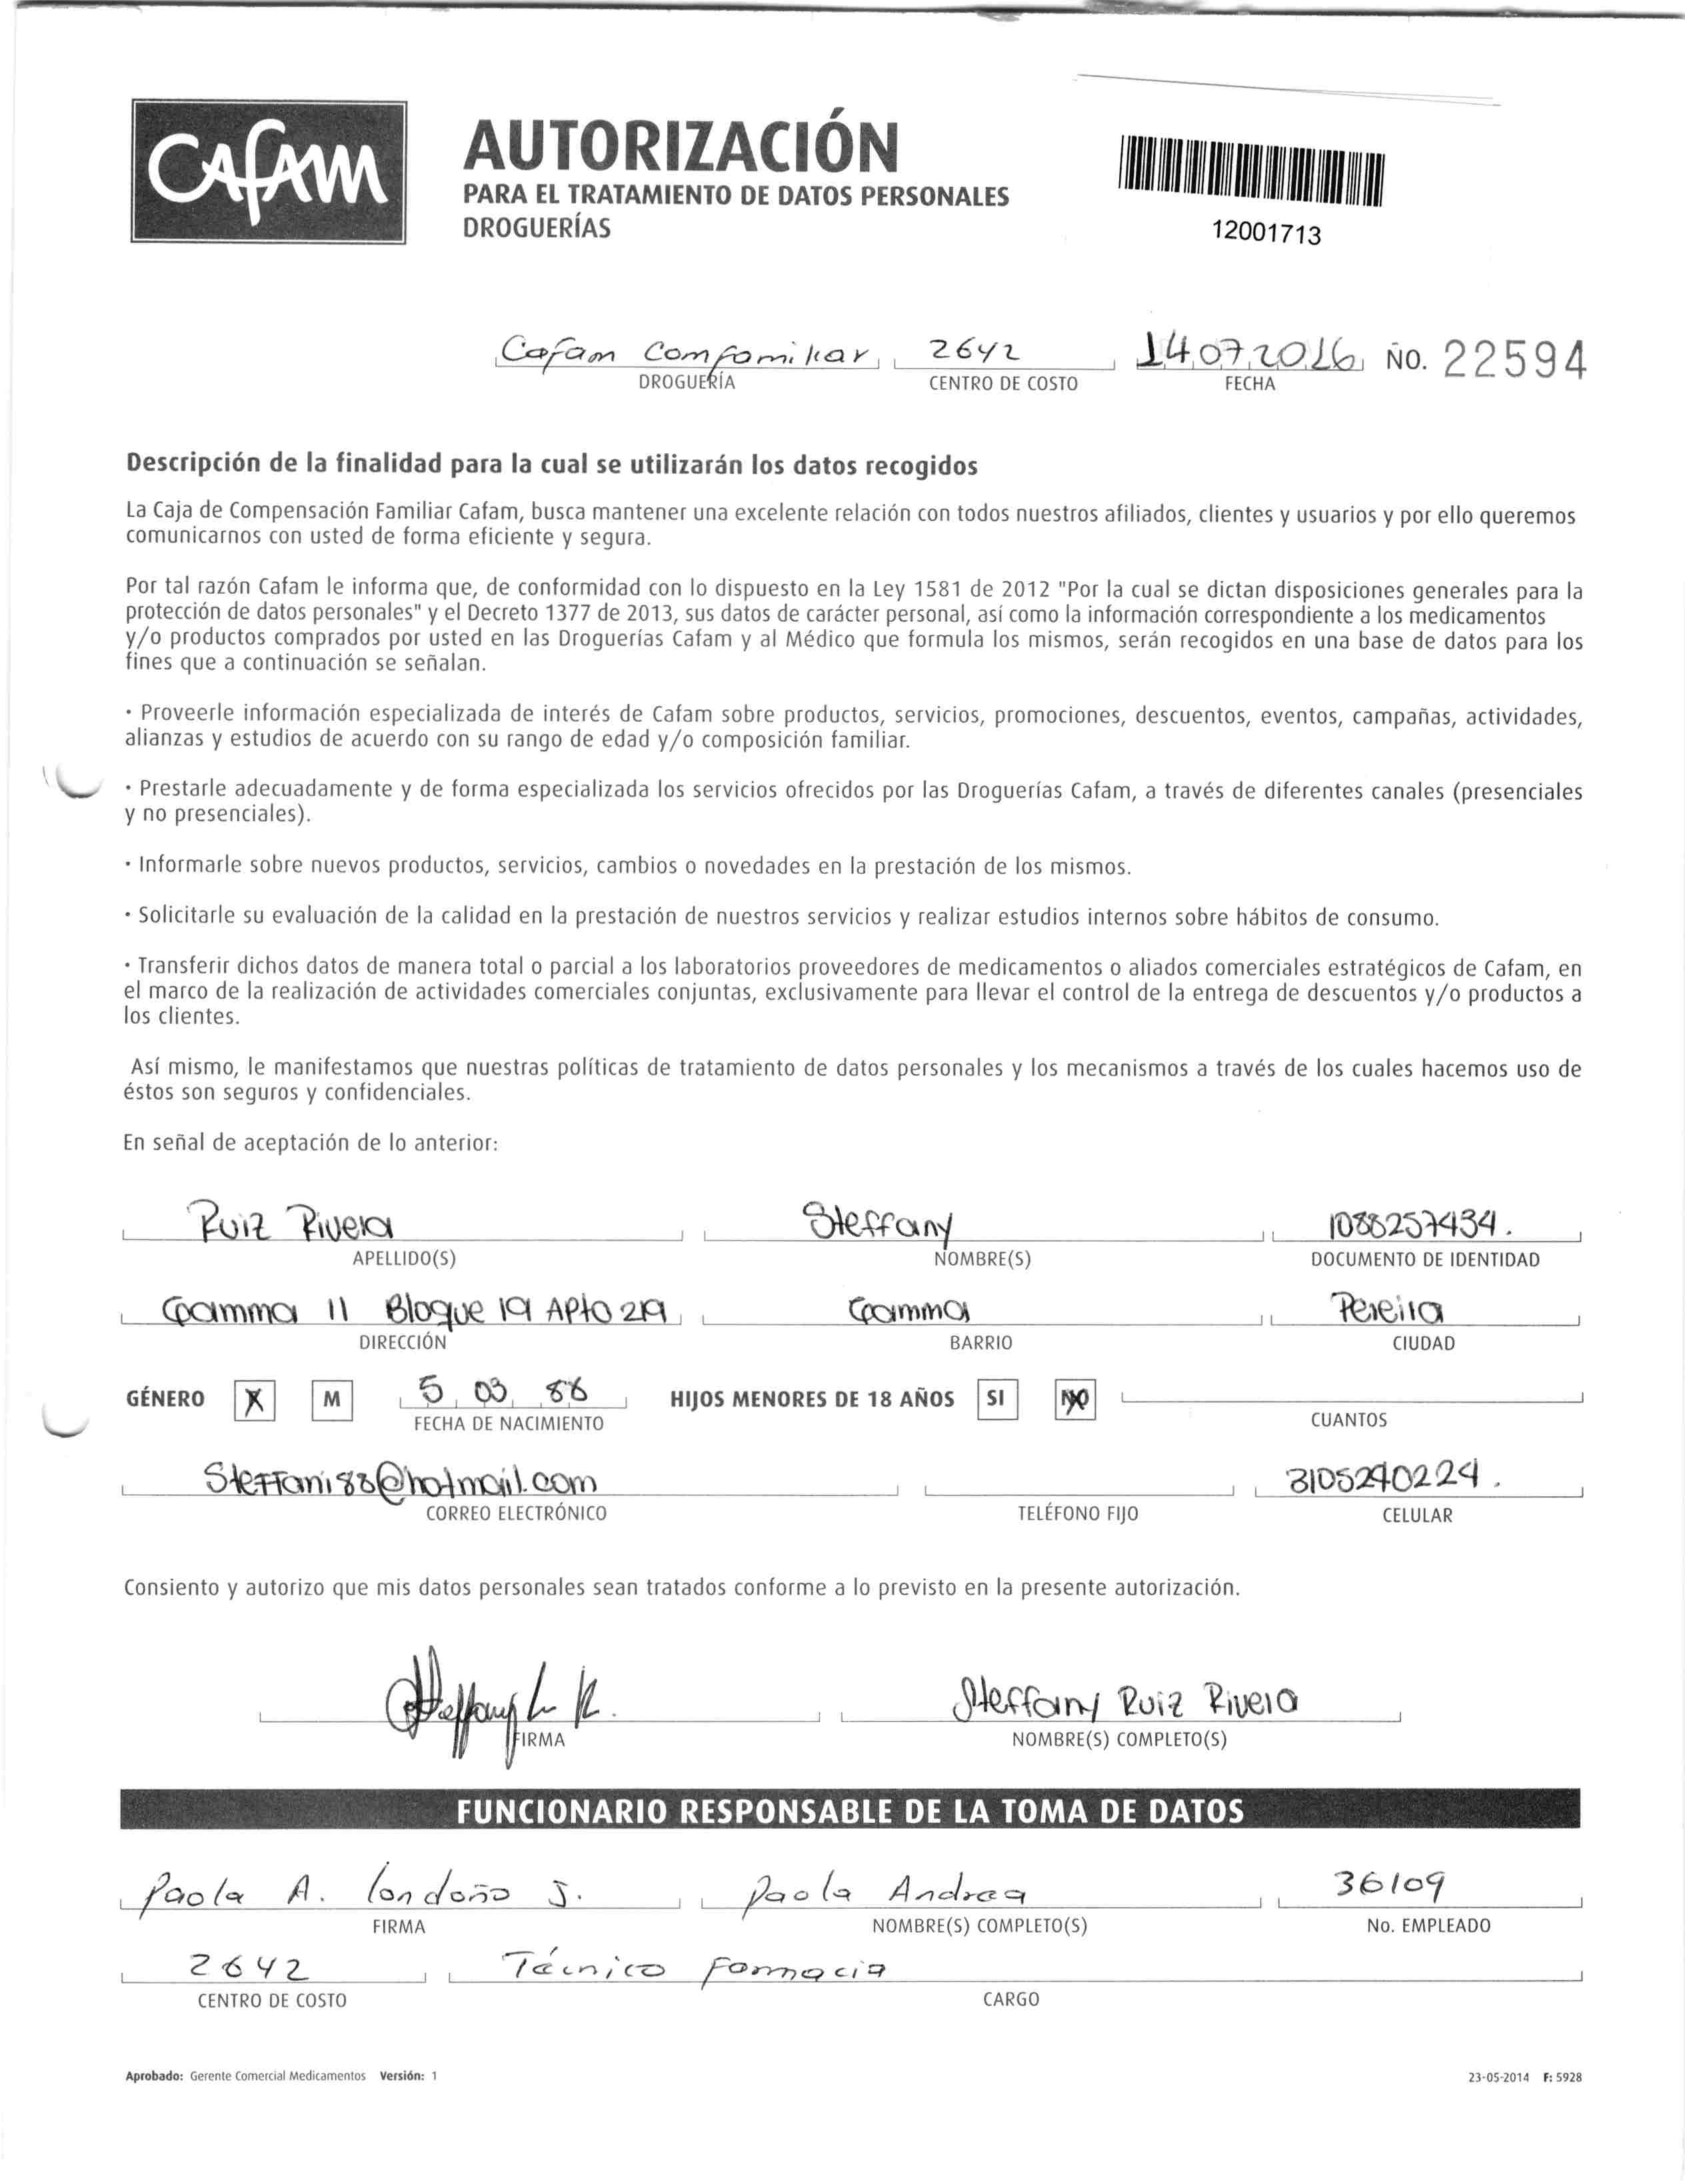 CAFAM
AUTORIZACIÓN
PARA EL TRATAMIENTO DE DATOS PERSONALES
DROGUERÍAS
12001713
Cafam Comfamiliar 2642 14 07 2016 NO. 22594
DROGUERÍA CENTRO DE COSTO FECHA
Descripción de la finalidad para la cual se utilizarán los datos recogidos
La Caja de Compensación Familiar Cafam, busca mantener una excelente relación con todos nuestros afiliados, clientes y usuarios y por ello queremos
comunicarnos con usted de forma eficiente y segura.
Por tal razón Cafam le informa que, de conformidad con lo dispuesto en la Ley 1581 de 2012 "Por la cual se dictan disposiciones generales para la
protección de datos personales" y el Decreto 1377 de 2013, sus datos de carácter personal, así como la información correspondiente a los medicamentos
y/o productos comprados por usted en las Droguerías Cafam y al Médico que formula los mismos, serán recogidos en una base de datos para los
fines que a continuación se señalan.
· Proveerle información especializada de interés de Cafam sobre productos, servicios, promociones, descuentos, eventos, campañas, actividades,
alianzas y estudios de acuerdo con su rango de edad y/o composición familiar.
· Prestarle adecuadamente y de forma especializada los servicios ofrecidos por las Droguerías Cafam, a través de diferentes canales (presenciales
y no presenciales).
· Informarle sobre nuevos productos, servicios, cambios o novedades en la prestación de los mismos.
· Solicitarle su evaluación de la calidad en la prestación de nuestros servicios y realizar estudios internos sobre hábitos de consumo.
· Transferir dichos datos de manera total o parcial a los laboratorios proveedores de medicamentos o aliados comerciales estratégicos de Cafam, en
el marco de la realización de actividades comerciales conjuntas, exclusivamente para llevar el control de la entrega de descuentos y/o productos a
los clientes.
Así mismo, le manifestamos que nuestras políticas de tratamiento de datos personales y los mecanismos a través de los cuales hacemos uso de
éstos son seguros y confidenciales.
En señal de aceptación de lo anterior:
Ruiz Rivera Steffany 1088257434.
APELLIDO(S) NOMBRE(S) DOCUMENTO DE IDENTIDAD
Gamma 11 Bloque 19 Apto Gamma Pereira
DIRECCIÓN BARRIO CIUDAD
GÉNERO X M 5 03 HIJOS MENORES DE 18 AÑOS SI NO
FECHA DE NACIMIENTO CUANTOS
Steffani88@hotmail.com 3105240224.
CORREO ELECTRÓNICO TELÉFONO FIJO CELULAR
Consiento y autorizo que mis datos personales sean tratados conforme a lo previsto en la presente autorización.
Steffany Ruiz Rivera
FIRMA NOMBRE(S) COMPLETO(S)
FUNCIONARIO RESPONSABLE DE LA TOMA DE DATOS
Paola A. Londoño J. Paola Andrea 36109
FIRMA NOMBRE(S) COMPLETO(S) No. EMPLEADO
2642 Técnico Farmacia
CENTRO DE COSTO CARGO
Aprobado: Gerente Comercial Medicamentos Versión: 1 23-05-2014 F: 5928